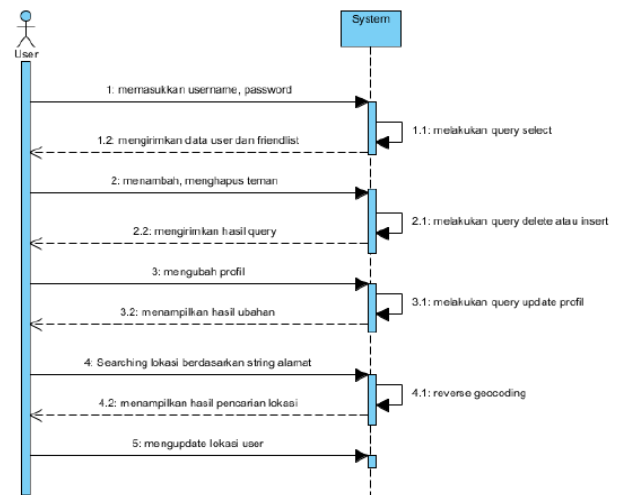 User
System
1: memasukkan username, password
1.1: melakukan query select
1.2: mengirimkan data user dan friendlist
2: menambah, menghapus teman
2.1: melakukan query delete atau insert
2.2: mengirimkan hasil query
3: mengubah profil
3.1: melakukan query update profil
3.2: menampilkan hasil ubahan
4: Searching lokasi berdasarkan string alamat
4.1: reverse geocoding
4.2: menampilkan hasil pencarian lokasi
5: mengupdate lokasi user